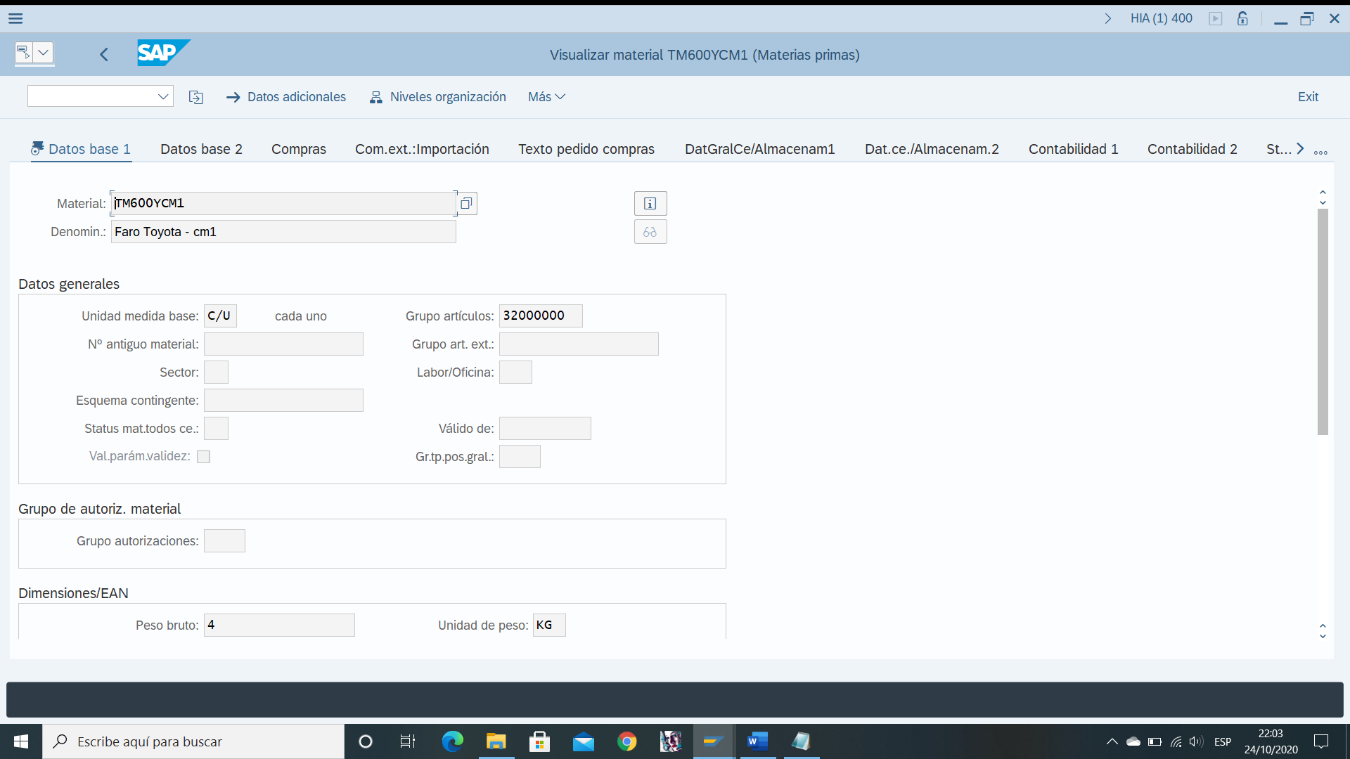 HIA (1) 400
SAP
Visualizar material TM600YCM1 (Materias primas)
Datos adicionales Niveles organización Más Exit
Datos base 1 Datos base 2 Compras Com.ext.:Importación Texto pedido compras DatGralCe/Almacenam1 Dat.ce./Almacenam.2 Contabilidad 1 Contabilidad 2 St...
Material: TM600YCM1
Denomin.: Faro Toyota - cm1
Datos generales
Unidad medida base: C/U cada uno Grupo artículos: 32000000
Nº antiguo material: Grupo art. ext.:
Sector: Labor/Oficina:
Esquema contingente:
Status mat.todos ce.: Válido de:
Val.parám.validez: Gr.tp.pos.gral.:
Grupo de autoriz. material
Grupo autorizaciones:
Dimensiones/EAN
Peso bruto: 4 Unidad de peso: KG
Escribe aquí para buscar
ESP
22:03
24/10/2020